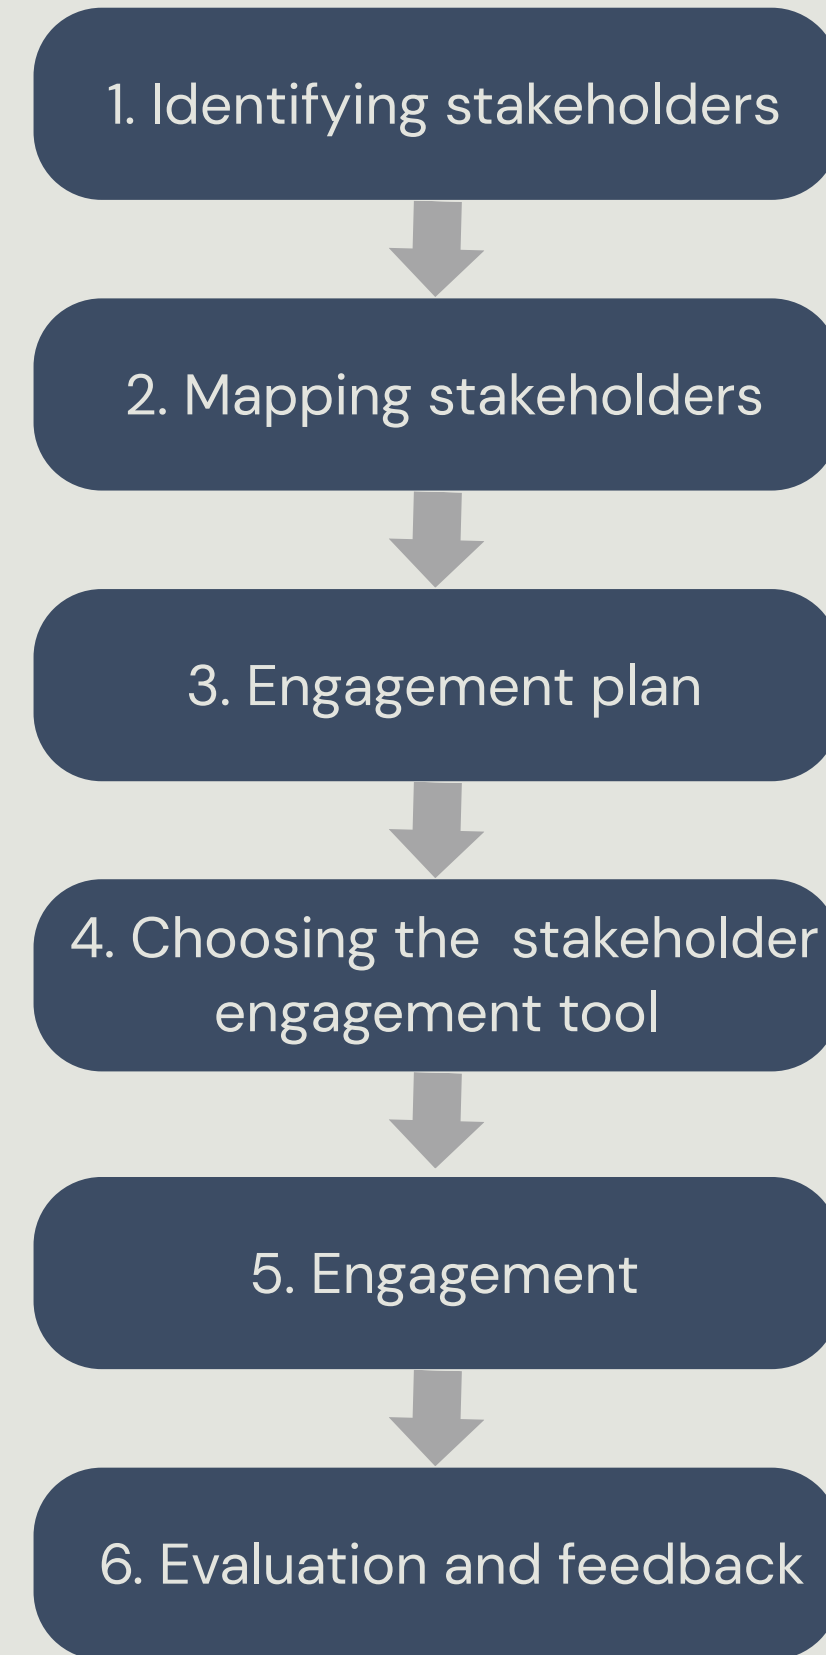 1. Identifying stakeholders
2. Mapping stakeholders
3. Engagement plan
4. Choosing the  stakeholder
engagement tool
5. Engagement
6. Evaluation and feedback